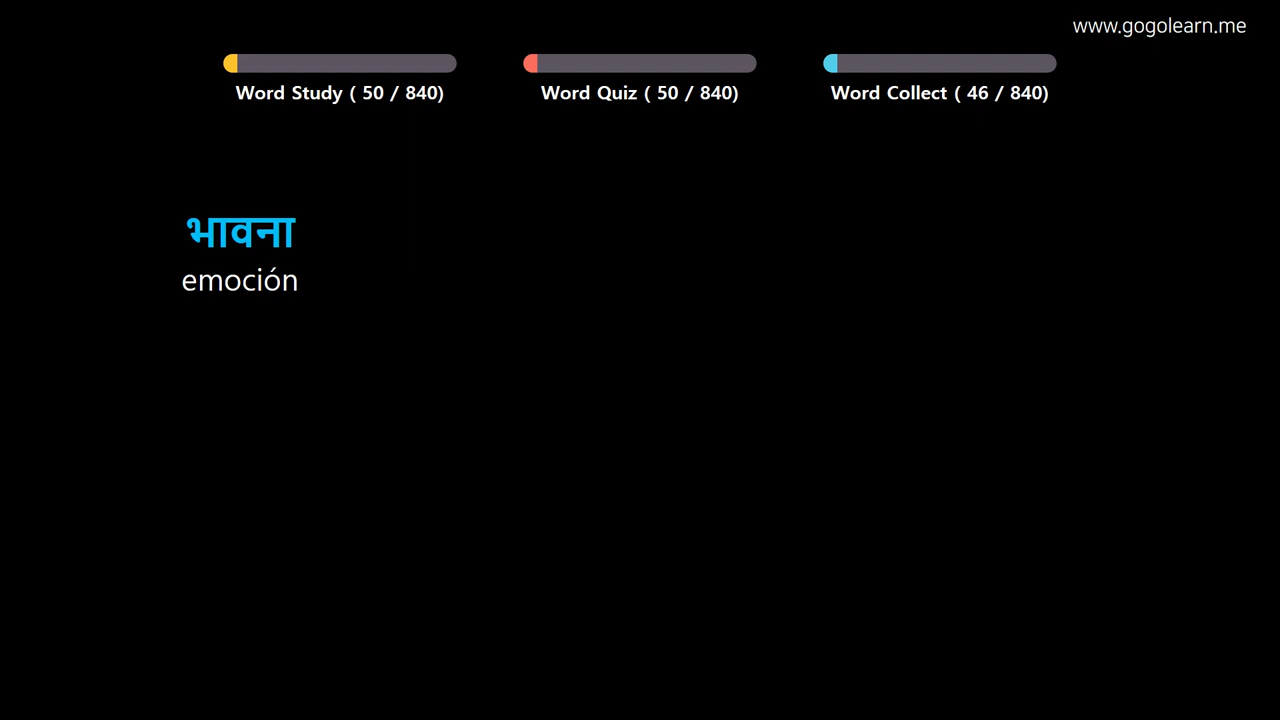 www.gogolearn.me
Word Study ( 50 / 840)
Word Quiz ( 50 / 840)
Word Collect ( 46 / 840)
भावना
emoción